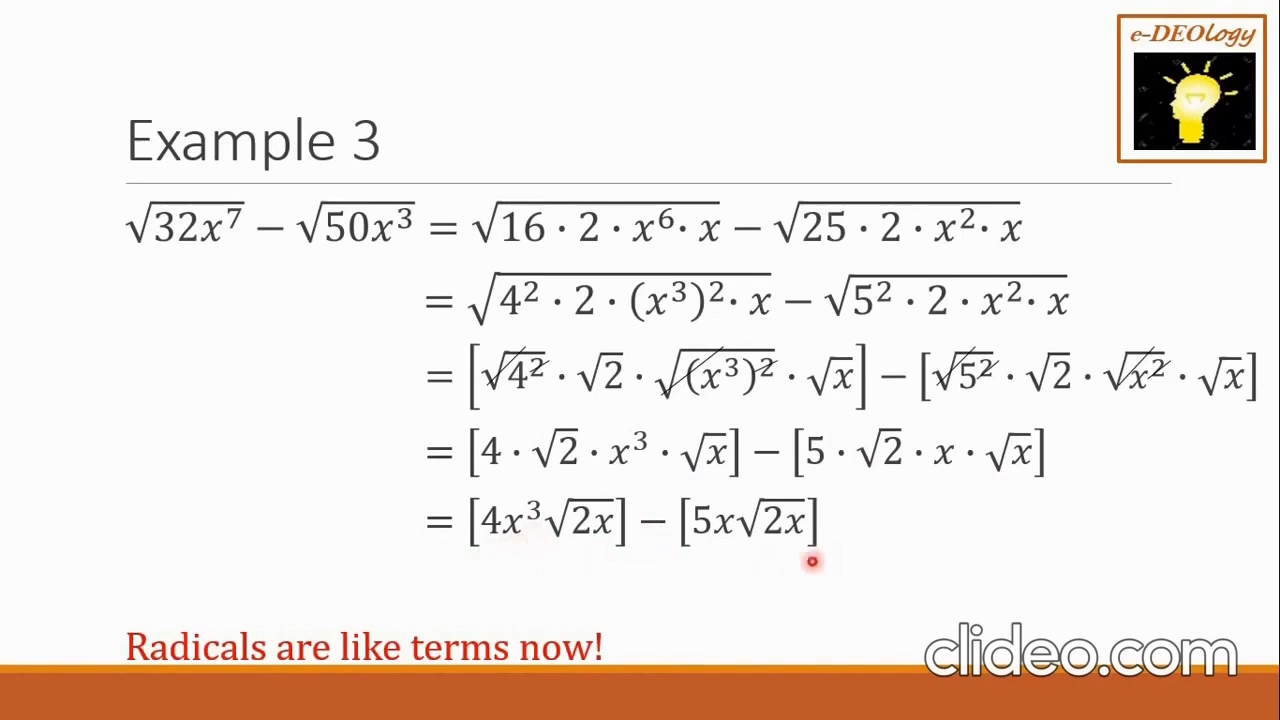 e-DEOlogy
Example 3
√(32x⁷) − √(50x³) = √(16 · 2 · x⁶ · x) − √(25 · 2 · x² · x)
= √(4² · 2 · (x³)² · x) − √(5² · 2 · x² · x)
= [√(4²) · √2 · √((x³)²) · √x] − [√(5²) · √2 · √(x²) · √x]
= [4 · √2 · x³ · √x] − [5 · √2 · x · √x]
= [4x³√(2x)] − [5x√(2x)]
Radicals are like terms now!
clideo.com